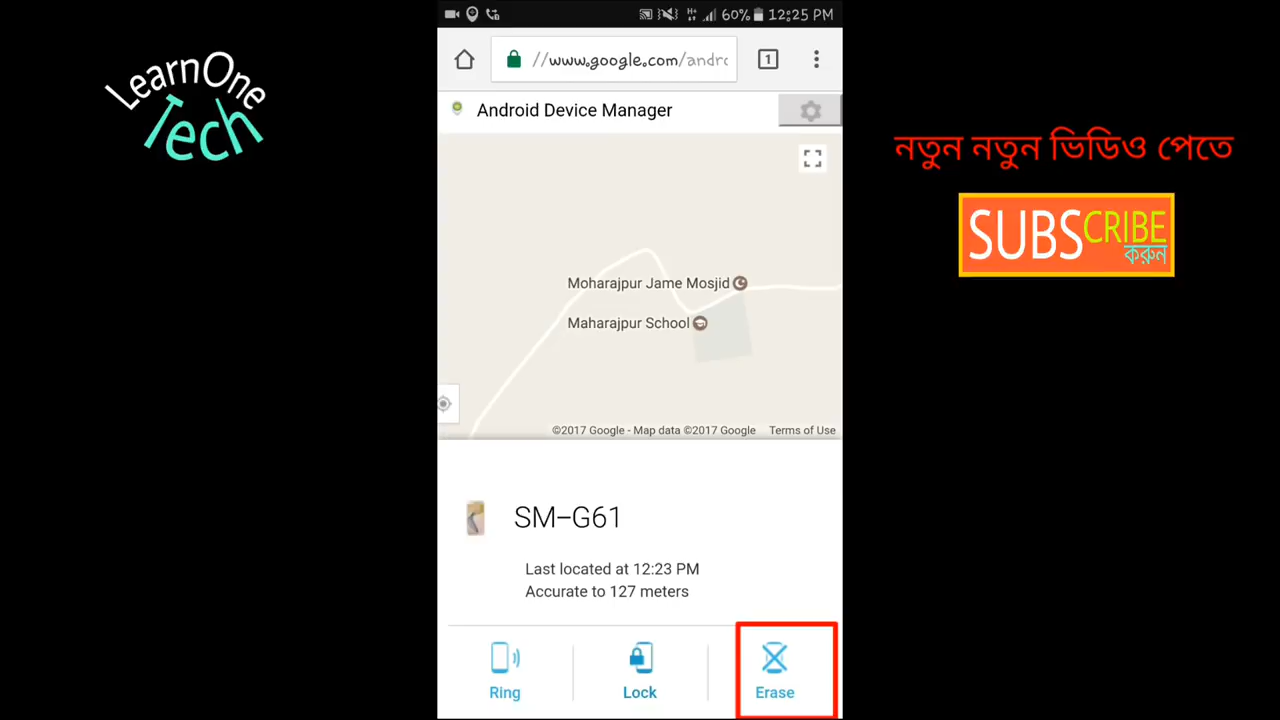 LearnOne
Tech
60% 12:25 PM
//www.google.com/andro
1
Android Device Manager
নতুন নতুন ভিডিও পেতে
SUBSCRIBE
করুন
Moharajpur Jame Mosjid
Maharajpur School
©2017 Google - Map data ©2017 Google Terms of Use
SM-G61
Last located at 12:23 PM
Accurate to 127 meters
Ring Lock Erase